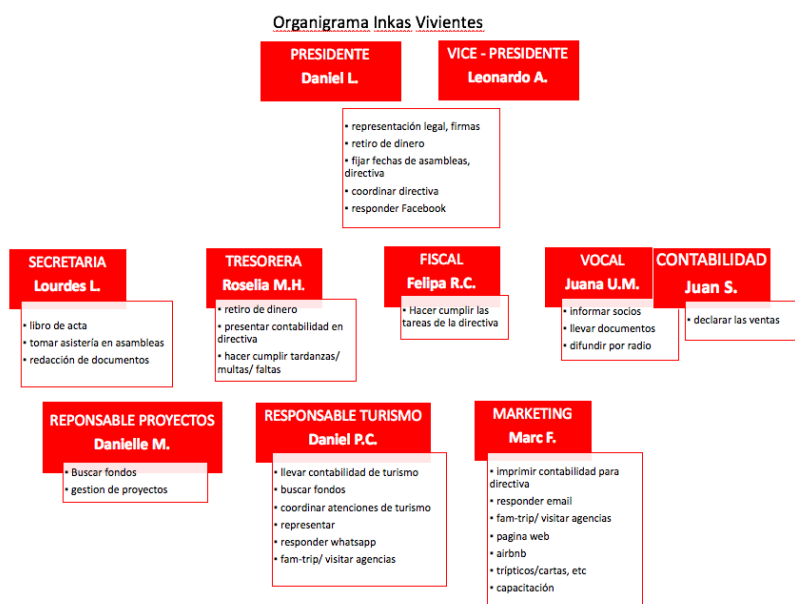 Organigrama Inkas Vivientes
PRESIDENTE
Daniel L.
VICE - PRESIDENTE
Leonardo A.
▪ representación legal, firmas
▪ retiro de dinero
▪ fijar fechas de asambleas,
directiva
▪ coordinar directiva
▪ responder Facebook
SECRETARIA
Lourdes L.
▪ libro de acta
▪ tomar asistería en asambleas
▪ redacción de documentos
TRESORERA
Roselia M.H.
▪ retiro de dinero
▪ presentar contabilidad en
directiva
▪ hacer cumplir tardanzas/
multas/ faltas
FISCAL
Felipa R.C.
▪ Hacer cumplir las
tareas de la directiva
VOCAL
Juana U.M.
▪ informar socios
▪ llevar documentos
▪ difundir por radio
CONTABILIDAD
Juan S.
▪ declarar las ventas
REPONSABLE PROYECTOS
Danielle M.
▪ Buscar fondos
▪ gestion de proyectos
RESPONSABLE TURISMO
Daniel P.C.
▪ llevar contabilidad de turismo
▪ buscar fondos
▪ coordinar atenciones de turismo
▪ representar
▪ responder whatsapp
▪ fam-trip/ visitar agencias
MARKETING
Marc F.
▪ imprimir contabilidad para
directiva
▪ responder email
▪ fam-trip/ visitar agencias
▪ pagina web
▪ airbnb
▪ trípticos/cartas, etc
▪ capacitación